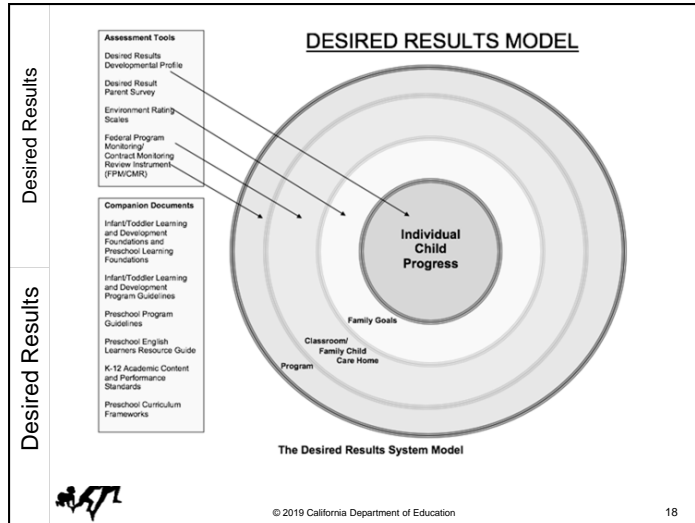 Desired Results
Desired Results
DESIRED RESULTS MODEL
Assessment Tools
Desired Results
Developmental Profile
Desired Result
Parent Survey
Environment Rating
Scales
Federal Program
Monitoring/
Contract Monitoring
Review Instrument
(FPM/CMR)
Companion Documents
Infant/Toddler Learning
and Development
Foundations and
Preschool Learning
Foundations
Infant/Toddler Learning
and Development
Program Guidelines
Preschool Program
Guidelines
Preschool English
Learners Resource Guide
K-12 Academic Content
and Performance
Standards
Preschool Curriculum
Frameworks
Individual
Child
Progress
Family Goals
Classroom/
Family Child
Care Home
Program
The Desired Results System Model
© 2019 California Department of Education
18